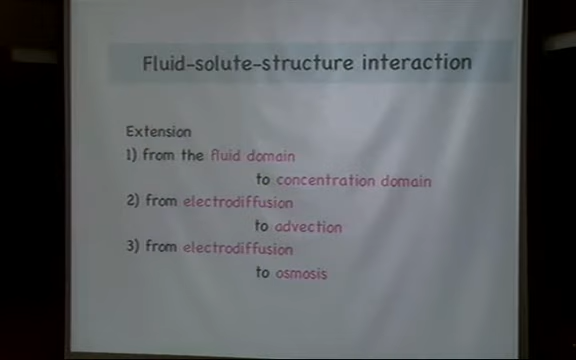 Fluid-solute-structure interaction
Extension
1) from the fluid domain
to concentration domain
2) from electrodiffusion
to advection
3) from electrodiffusion
to osmosis